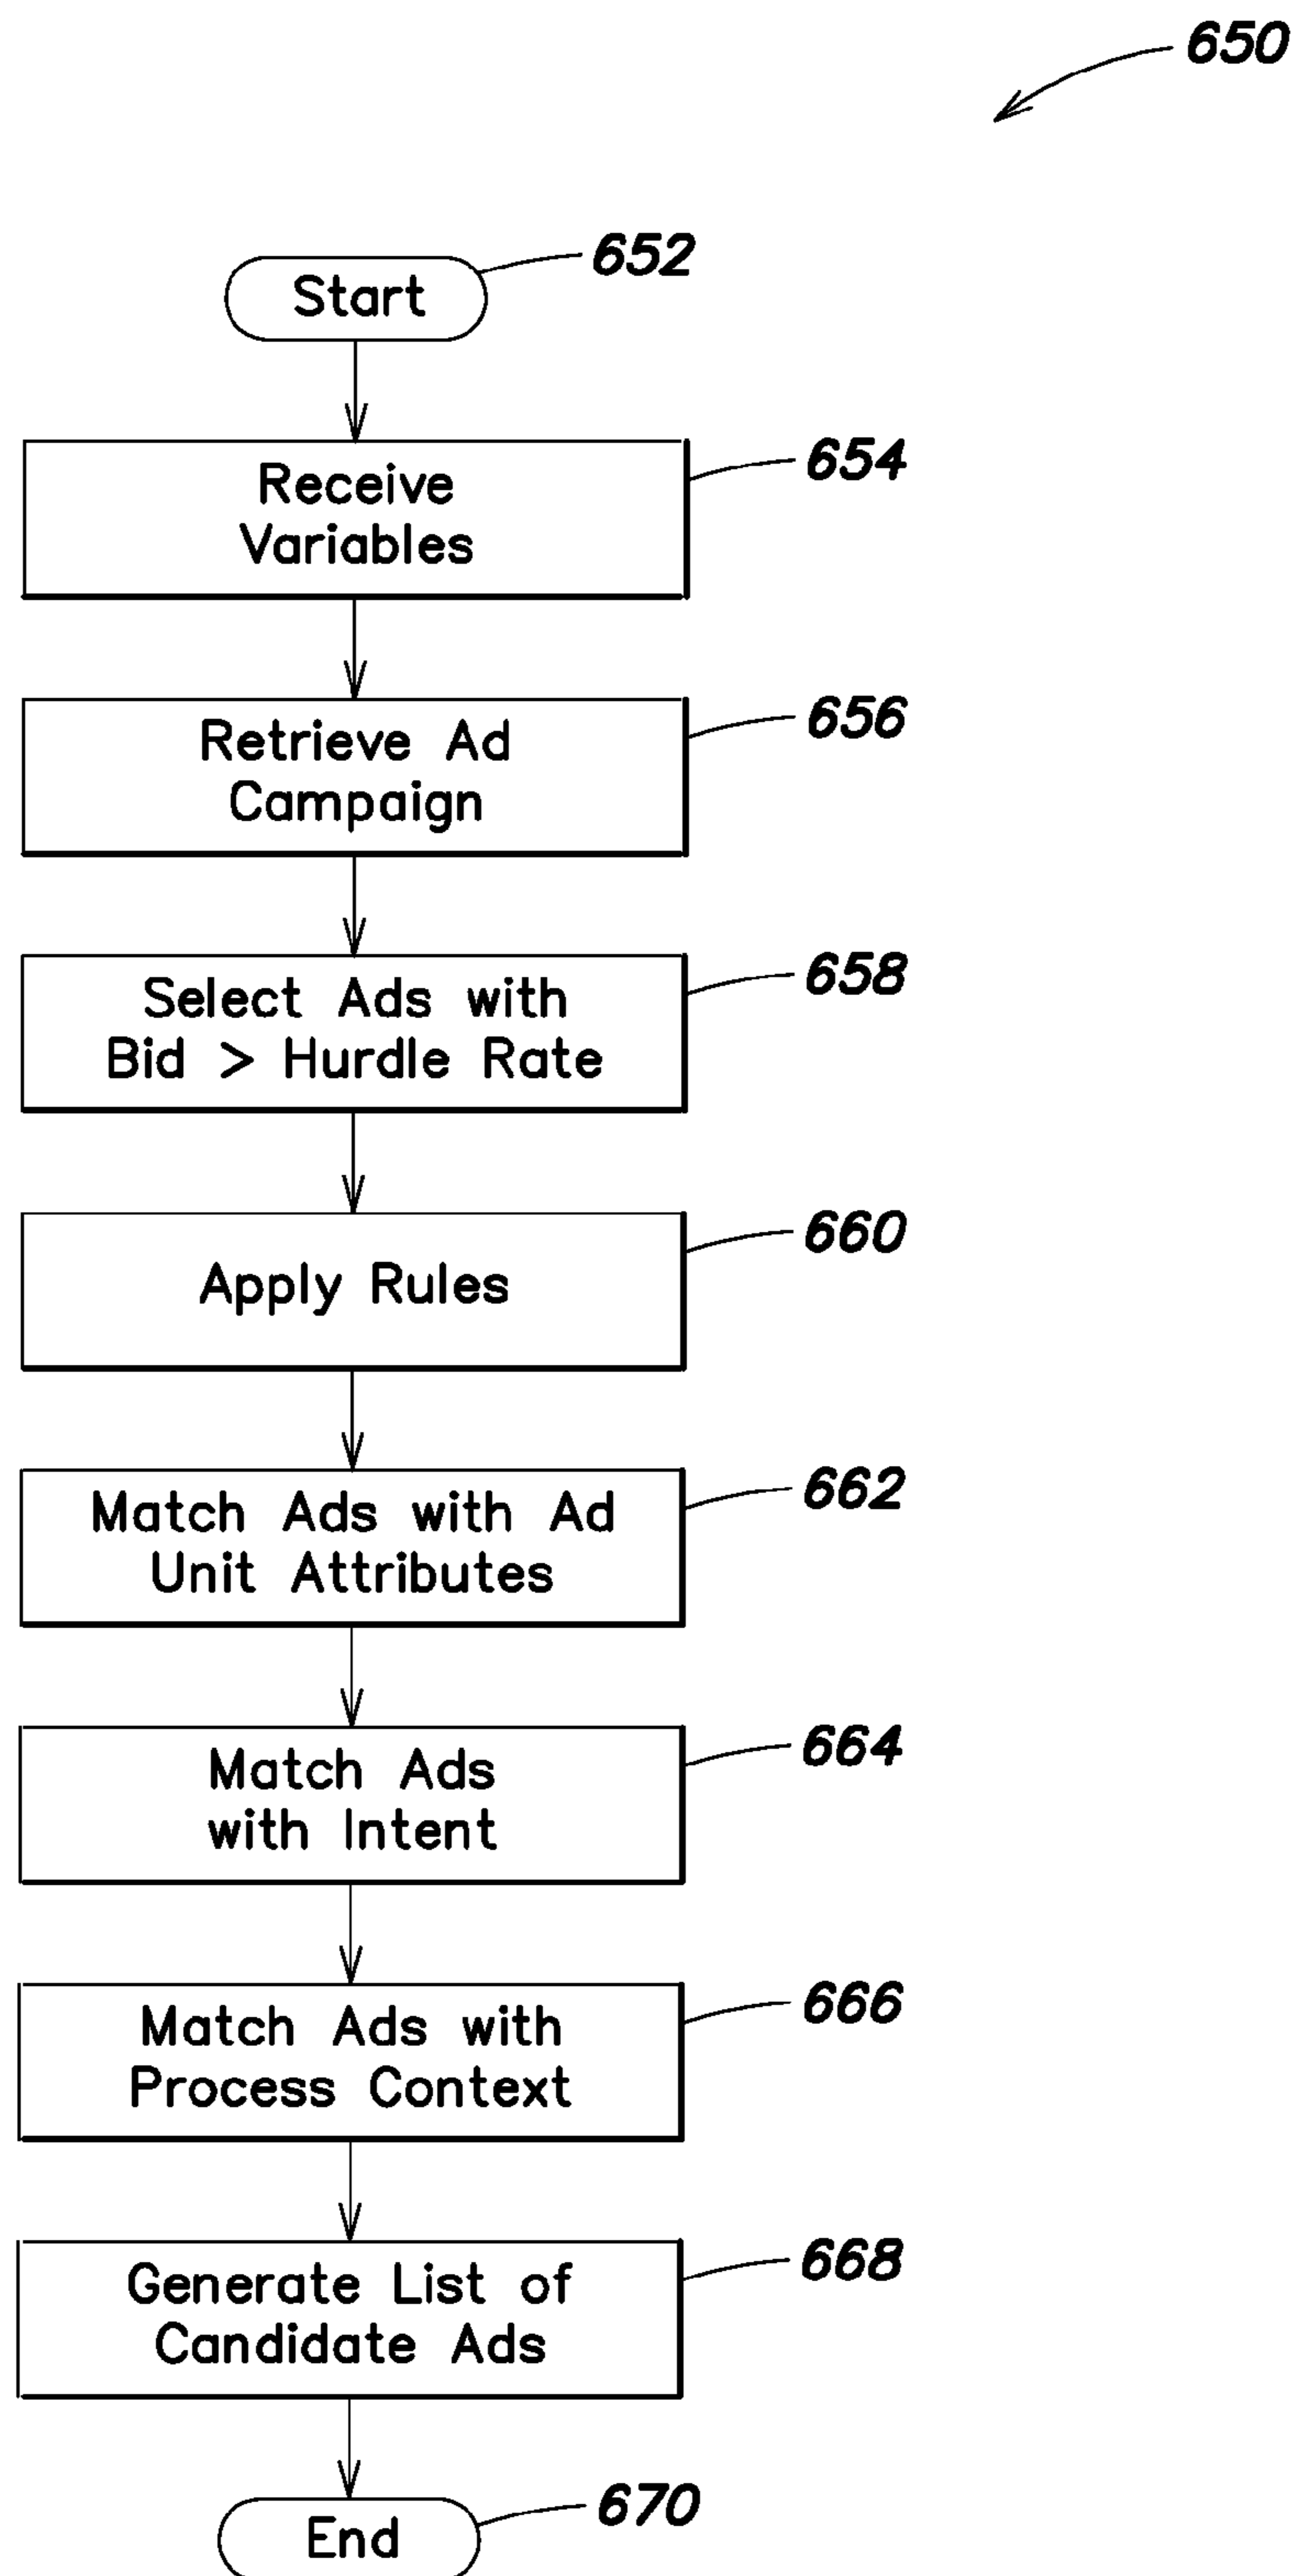 650
652
Start
654
Receive
Variables
656
Retrieve Ad
Campaign
658
Select Ads with
Bid > Hurdle Rate
660
Apply Rules
662
Match Ads with Ad
Unit Attributes
664
Match Ads
with Intent
666
Match Ads with
Process Context
668
Generate List of
Candidate Ads
670
End